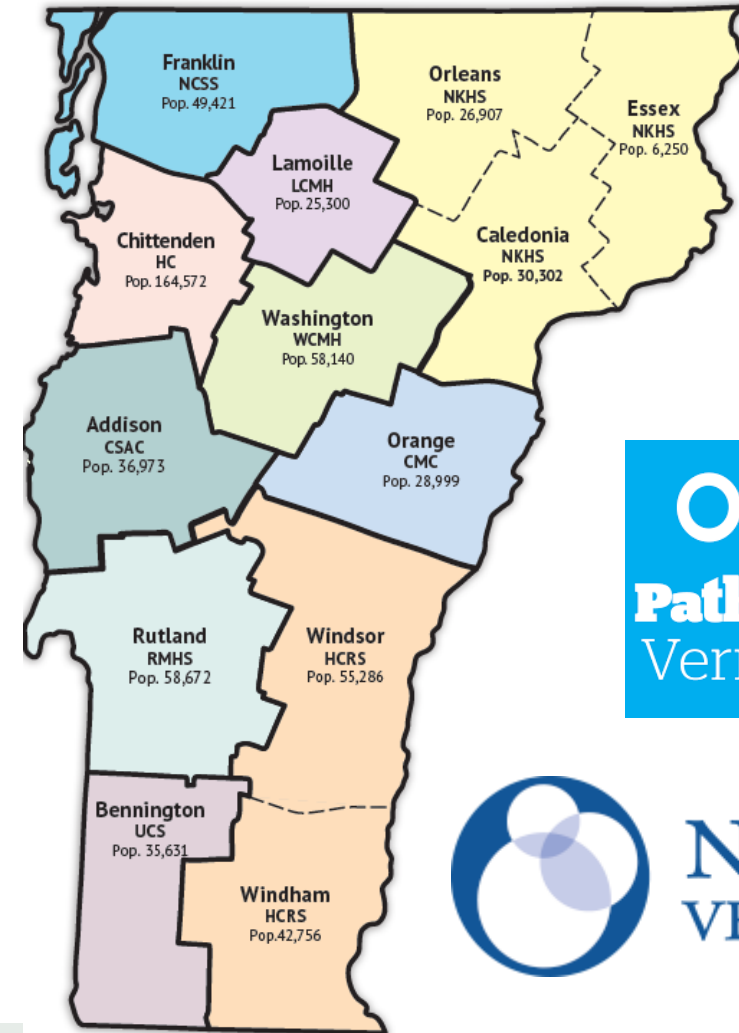 Franklin
NCSS
Pop. 49,421
Orleans
NKHS
Pop. 26,907
Essex
NKHS
Pop. 6,250
Lamoille
LCMH
Pop. 25,300
Chittenden
HC
Pop. 164,572
Caledonia
NKHS
Pop. 30,302
Washington
WCMH
Pop. 58,140
Addison
CSAC
Pop. 36,973
Orange
CMC
Pop. 28,999
Rutland
RMHS
Pop. 58,672
Windsor
HCRS
Pop. 55,286
Bennington
UCS
Pop. 35,631
Windham
HCRS
Pop.42,756